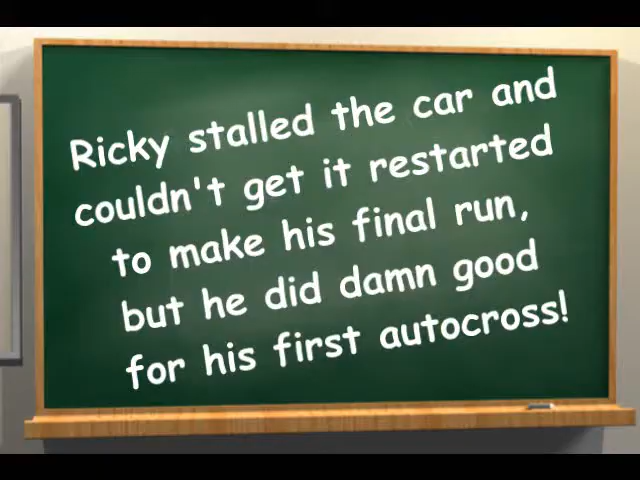 Ricky stalled the car and
couldn't get it restarted
to make his final run,
but he did damn good
for his first autocross!